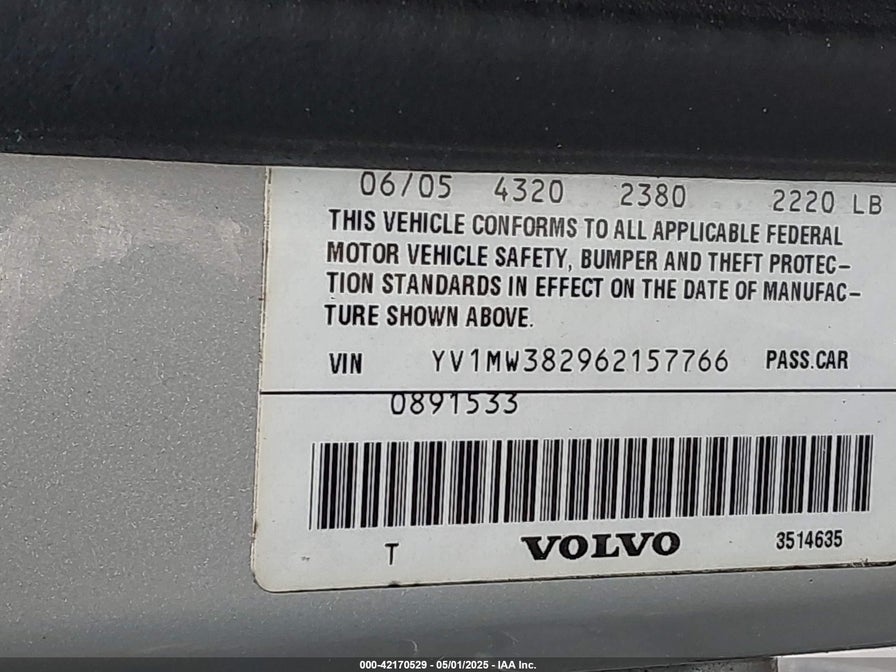 06/05 4320 2380 2220 LB
THIS VEHICLE CONFORMS TO ALL APPLICABLE FEDERAL
MOTOR VEHICLE SAFETY, BUMPER AND THEFT PROTEC-
TION STANDARDS IN EFFECT ON THE DATE OF MANUFAC-
TURE SHOWN ABOVE.
VIN YV1MW382962157766 PASS.CAR
0891533
T VOLVO 3514635
000-42170529 - 05/01/2025 - IAA Inc.